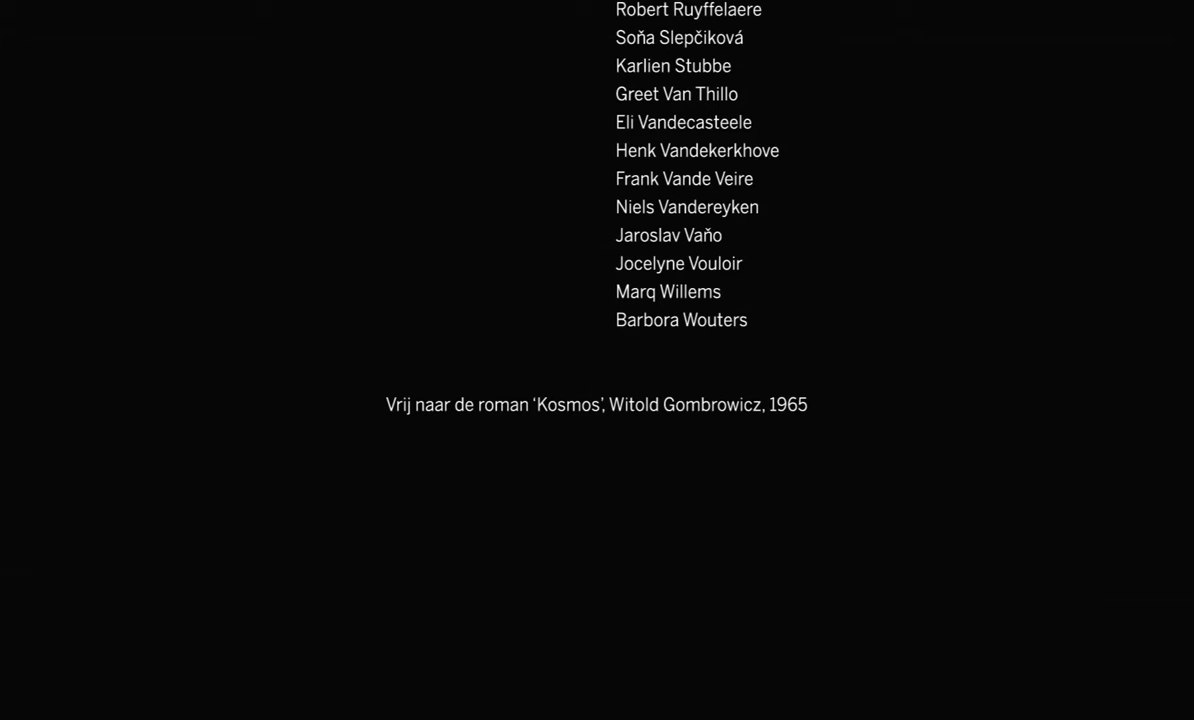 Robert Ruyffelaere
Soňa Slepčiková
Karlien Stubbe
Greet Van Thillo
Eli Vandecasteele
Henk Vandekerkhove
Frank Vande Veire
Niels Vandereyken
Jaroslav Vaňo
Jocelyne Vouloir
Marq Willems
Barbora Wouters
Vrij naar de roman ‘Kosmos’, Witold Gombrowicz, 1965